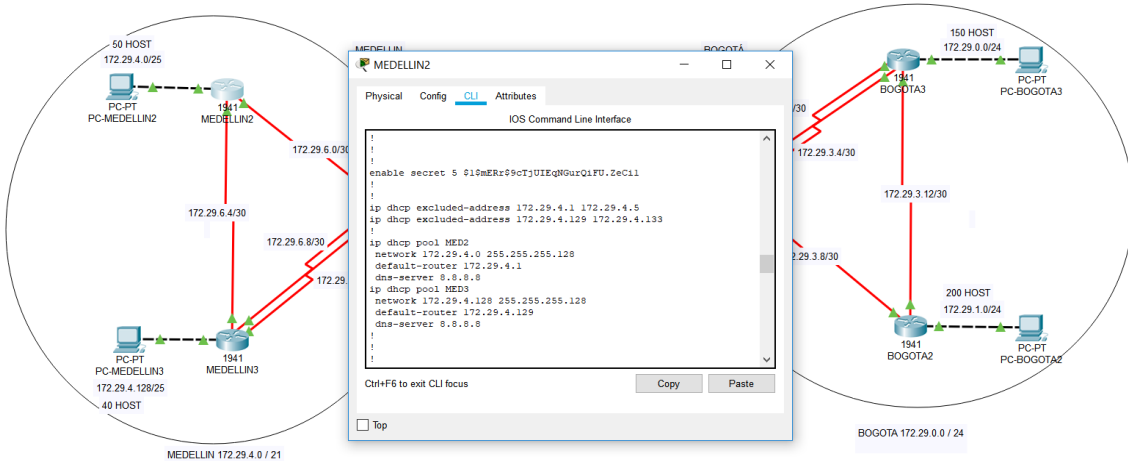 50 HOST
172.29.4.0/25
PC-PT
PC-MEDELLIN2
1941
MEDELLIN2
172.29.6.0/30
172.29.6.4/30
172.29.6.8/30
172.29.
PC-PT
PC-MEDELLIN3
172.29.4.128/25
40 HOST
1941
MEDELLIN3
MEDELLIN 172.29.4.0 / 21
MEDELLIN
BOGOTÁ
MEDELLIN2
Physical Config CLI Attributes
IOS Command Line Interface
!
!
!
enable secret 5 $1$mERr$9cTjUIEqNGurQiFU.ZeCi1
!
!
ip dhcp excluded-address 172.29.4.1 172.29.4.5
ip dhcp excluded-address 172.29.4.129 172.29.4.133
!
ip dhcp pool MED2
network 172.29.4.0 255.255.255.128
default-router 172.29.4.1
dns-server 8.8.8.8
ip dhcp pool MED3
network 172.29.4.128 255.255.255.128
default-router 172.29.4.129
dns-server 8.8.8.8
!
!
!
Ctrl+F6 to exit CLI focus
Copy Paste
Top
150 HOST
172.29.0.0/24
1941
BOGOTA3
PC-PT
PC-BOGOTA3
/30
172.29.3.4/30
172.29.3.12/30
2.29.3.8/30
200 HOST
172.29.1.0/24
1941
BOGOTA2
PC-PT
PC-BOGOTA2
BOGOTA 172.29.0.0 / 24